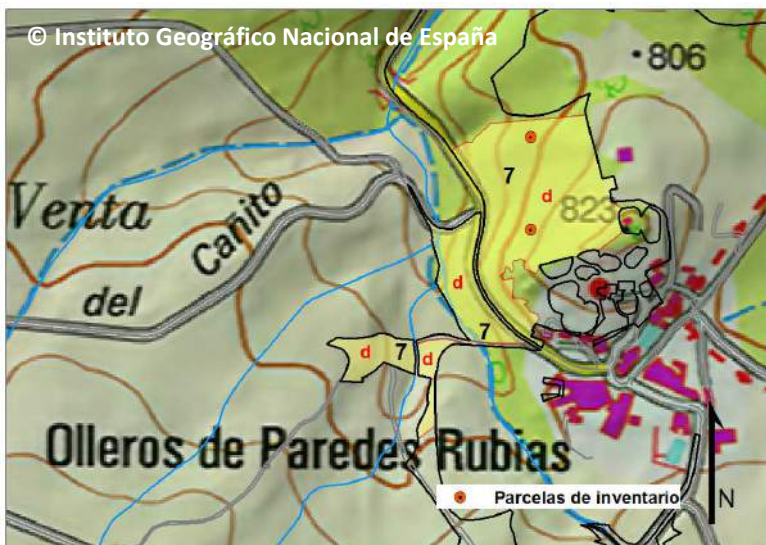 © Instituto Geográfico Nacional de España
806
7
d
823
Venta
Cañito
del
d
7
d
7
d
Olleros de Paredes Rubias
Parcelas de inventario
N